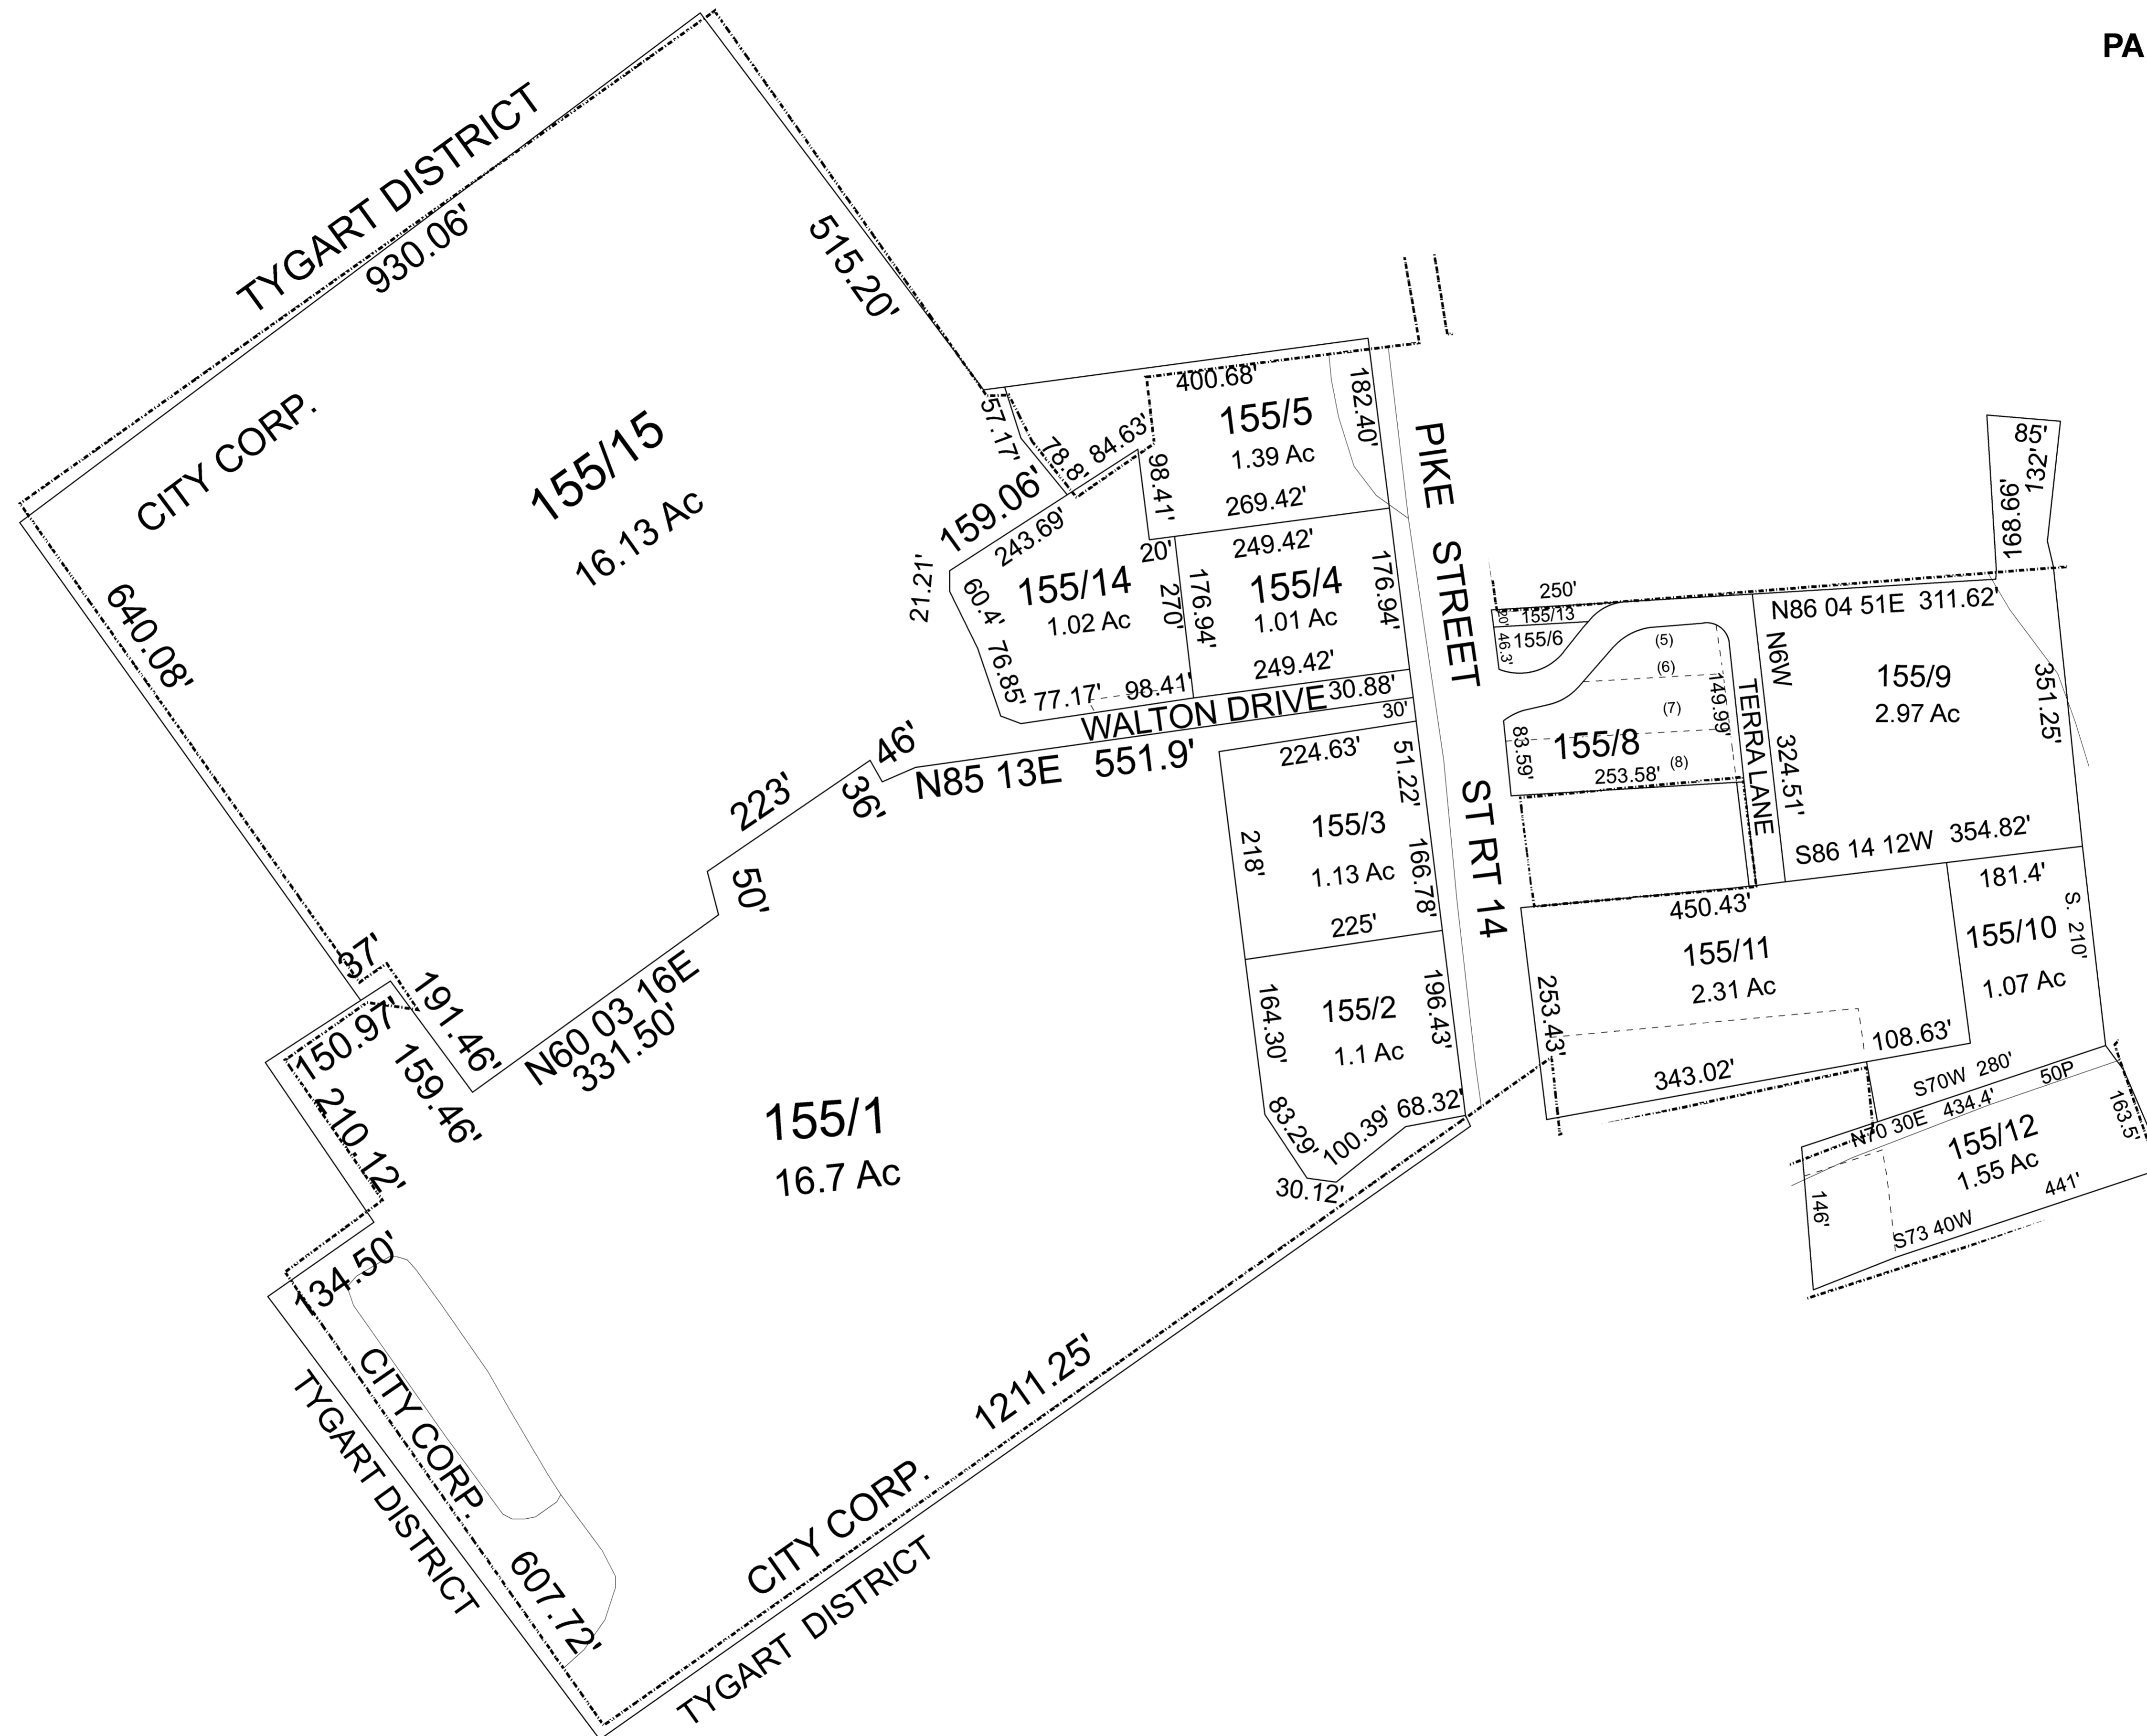 PA
TYGART DISTRICT
930.06'
515.20'
CITY CORP.
155/15
16.13 Ac
640.08'
400.68'
182.40'
155/5
1.39 Ac
57.17'
78.8'
84.63'
98.41'
269.42'
159.06'
243.69'
21.21'
60.4'
76.85'
155/14
1.02 Ac
20'
270'
77.17'
98.41'
249.42'
176.94'
155/4
1.01 Ac
176.94'
249.42'
WALTON DRIVE
30.88'
30'
PIKE STREET
ST RT 14
46'
N85 13E 551.9'
36'
223'
50'
N60 03 16E
331.50'
37'
191.46'
150.97'
159.46'
210.12'
134.50'
155/1
16.7 Ac
224.63'
51.22'
155/3
1.13 Ac
218'
166.78'
225'
155/2
1.1 Ac
164.30'
196.43'
83.29'
100.39'
68.32'
30.12'
CITY CORP.
TYGART DISTRICT
607.72'
CITY CORP.
1211.25'
TYGART DISTRICT
250'
20'
155/13
46.3'
155/6
(5)
(6)
(7)
(8)
149.99'
83.59'
155/8
253.58'
TERRA LANE
N6W 324.51'
N86 04 51E 311.62'
85'
132'
168.66'
155/9
2.97 Ac
351.25'
S86 14 12W 354.82'
450.43'
155/11
2.31 Ac
253.43'
343.02'
108.63'
181.4'
155/10
1.07 Ac
S. 210'
S70W 280'
50P
N70 30E 434.4'
155/12
1.55 Ac
163.5'
146'
441'
S73 40W